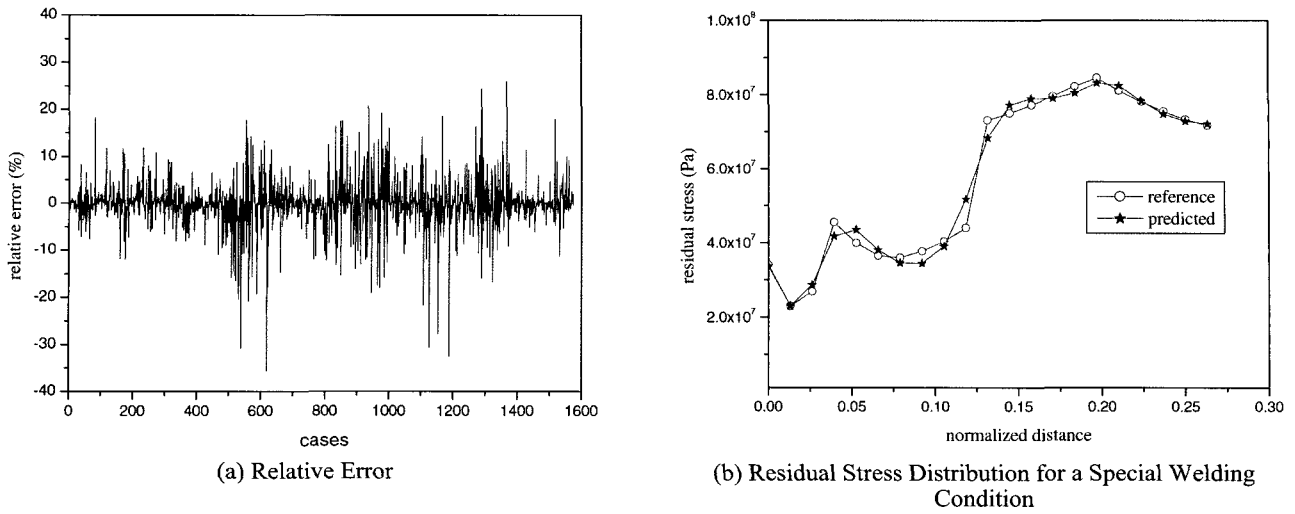 40
30
20
10
0
-10
-20
-30
-40
relative error (%)
0 200 400 600 800 1000 1200 1400 1600
cases
(a) Relative Error
1.0x10⁸
8.0x10⁷
6.0x10⁷
4.0x10⁷
2.0x10⁷
residual stress (Pa)
reference
predicted
0.00 0.05 0.10 0.15 0.20 0.25 0.30
normalized distance
(b) Residual Stress Distribution for a Special Welding
Condition